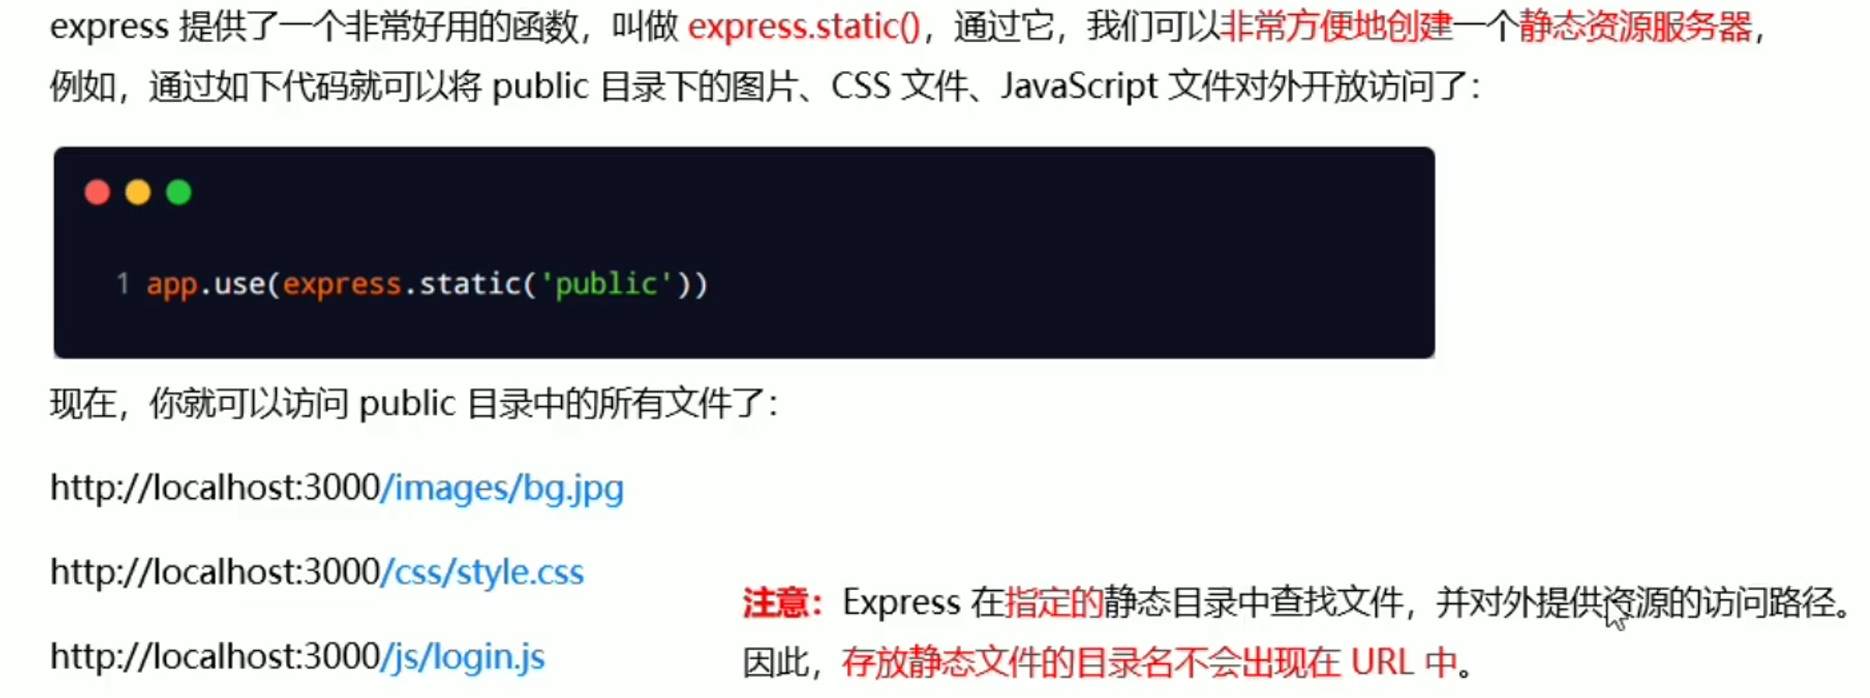 express 提供了一个非常好用的函数，叫做 express.static()，通过它，我们可以非常方便地创建一个静态资源服务器，
例如，通过如下代码就可以将 public 目录下的图片、CSS 文件、JavaScript 文件对外开放访问了：
1 app.use(express.static('public'))
现在，你就可以访问 public 目录中的所有文件了：
http://localhost:3000/images/bg.jpg
http://localhost:3000/css/style.css
http://localhost:3000/js/login.js
注意：Express 在指定的静态目录中查找文件，并对外提供资源的访问路径。
因此，存放静态文件的目录名不会出现在 URL 中。